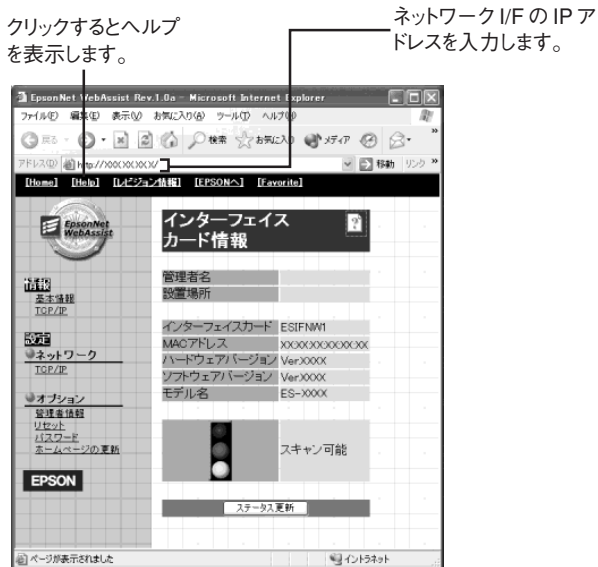 クリックするとヘルプ
を表示します。
ネットワーク I/F の IP ア
ドレスを入力します。
EpsonNet WebAssist Rev.1.0a - Microsoft Internet Explorer
ファイル(F) 編集(E) 表示(V) お気に入り(A) ツール(T) ヘルプ(H)
戻る 検索 お気に入り メディア
アドレス(D) http://XXX.XXX.XXX/ 移動 リンク »
[Home] [Help] [レビジョン情報] [EPSONへ] [Favorite]
EpsonNet
WebAssist
インターフェイス
カード情報
情報
基本情報
TCP/IP
設定
ネットワーク
TCP/IP
オプション
管理者情報
リセット
パスワード
ホームページの更新
EPSON
管理者名
設置場所
インターフェイスカード ESIFNW1
MACアドレス XX:XX:XX:XX:XX:XX
ハードウェアバージョン Ver.XXXX
ソフトウェアバージョン Ver.XXXX
モデル名 ES-XXXX
スキャン可能
ステータス更新
ページが表示されました イントラネット